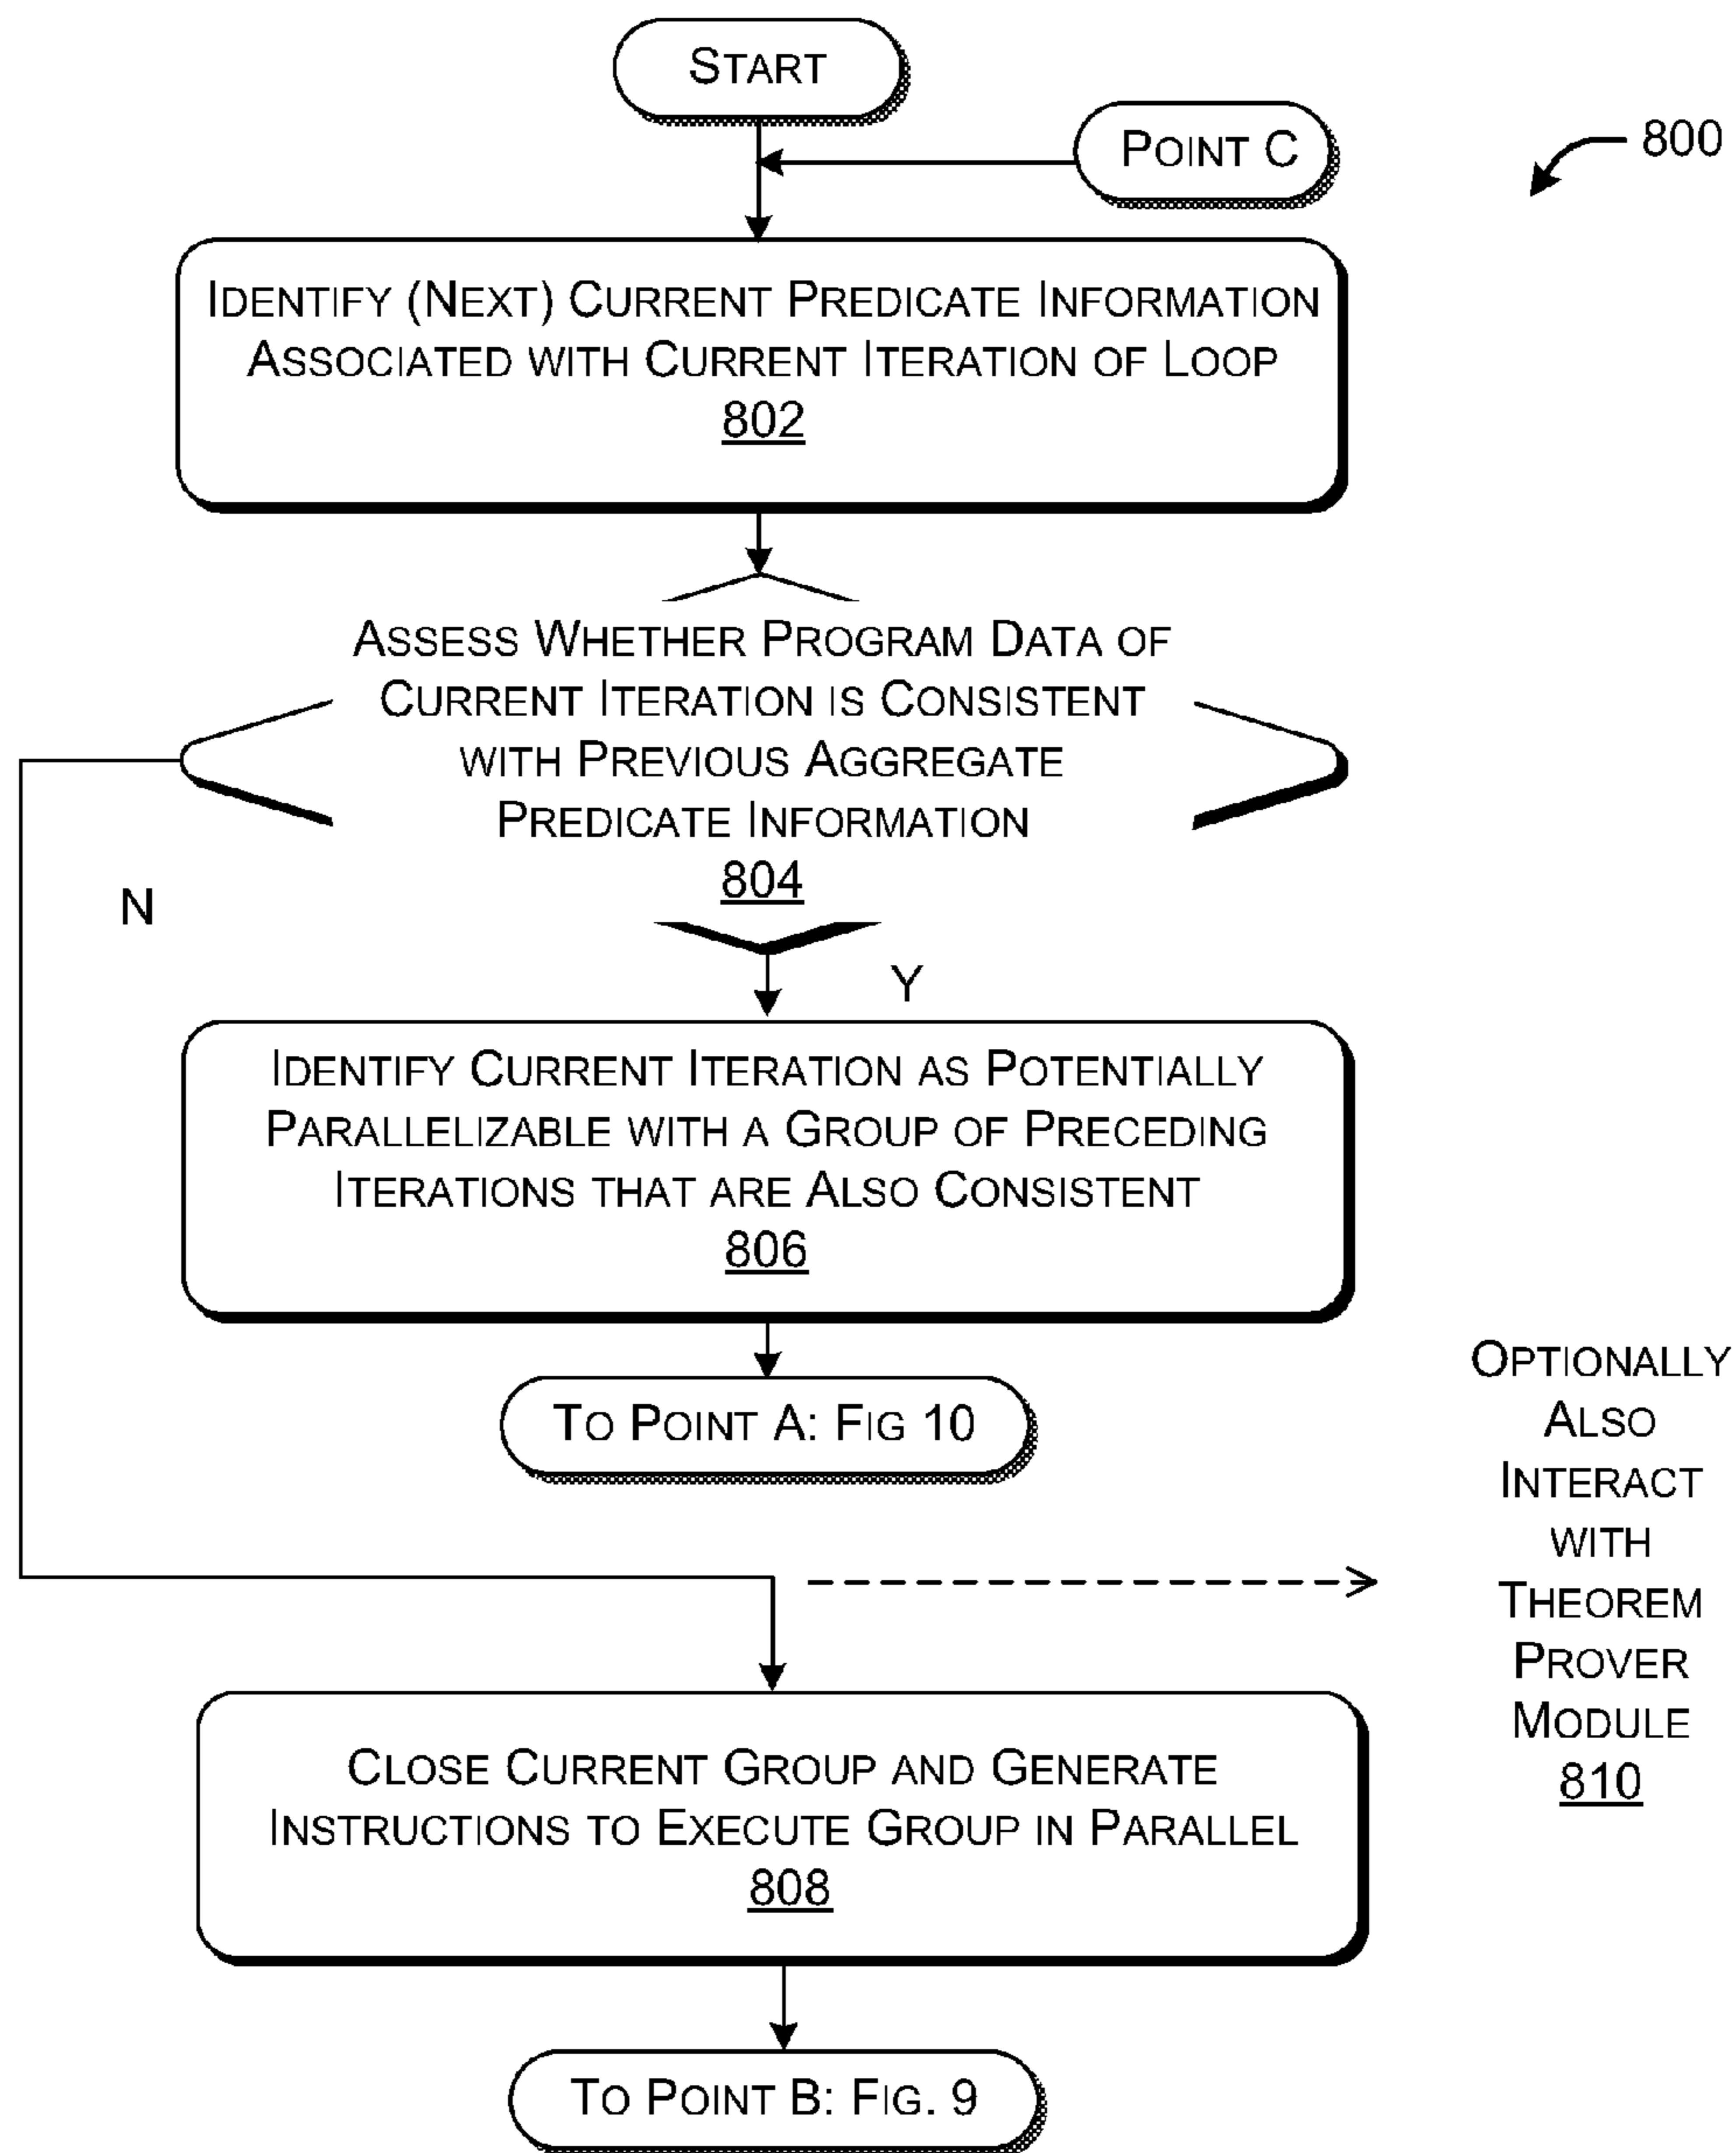 START
POINT C
800
IDENTIFY (NEXT) CURRENT PREDICATE INFORMATION
ASSOCIATED WITH CURRENT ITERATION OF LOOP
802
ASSESS WHETHER PROGRAM DATA OF
CURRENT ITERATION IS CONSISTENT
WITH PREVIOUS AGGREGATE
PREDICATE INFORMATION
804
N
Y
IDENTIFY CURRENT ITERATION AS POTENTIALLY
PARALLELIZABLE WITH A GROUP OF PRECEDING
ITERATIONS THAT ARE ALSO CONSISTENT
806
TO POINT A: FIG 10
OPTIONALLY
ALSO
INTERACT
WITH
THEOREM
PROVER
MODULE
810
CLOSE CURRENT GROUP AND GENERATE
INSTRUCTIONS TO EXECUTE GROUP IN PARALLEL
808
TO POINT B: FIG. 9